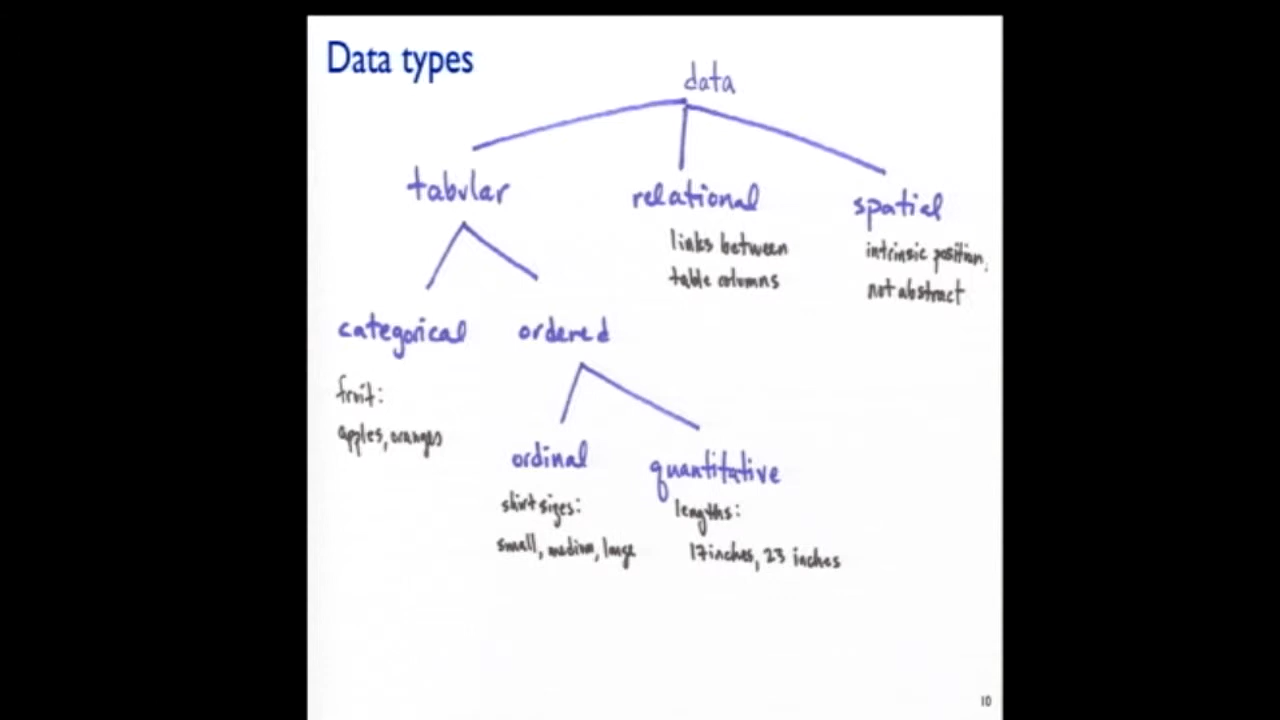 Data types
data
tabular
relational
spatial
links between
table columns
intrinsic position,
not abstract
categorical
ordered
fruit:
apples, oranges
ordinal
quantitative
shirt sizes:
small, medium, large
lengths:
17 inches, 23 inches
10